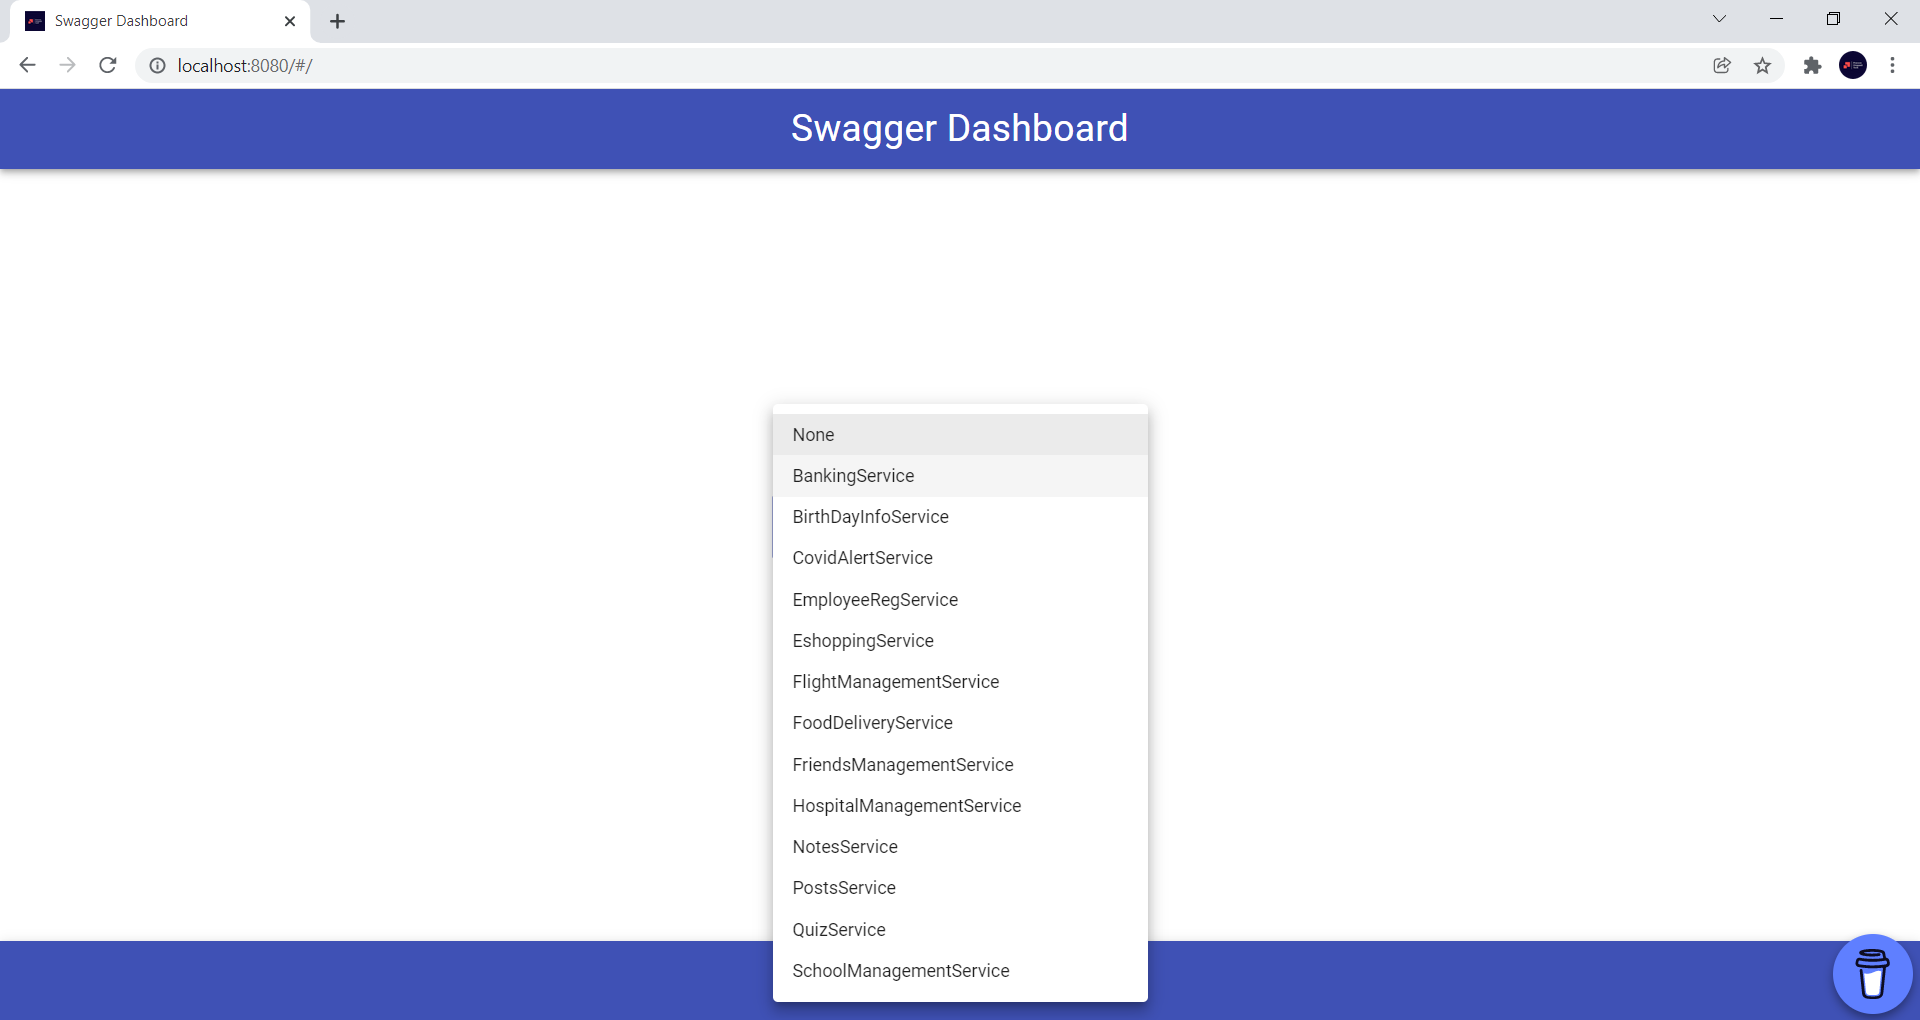 Swagger Dashboard
localhost:8080/#/
Swagger Dashboard
None
BankingService
BirthDayInfoService
CovidAlertService
EmployeeRegService
EshoppingService
FlightManagementService
FoodDeliveryService
FriendsManagementService
HospitalManagementService
NotesService
PostsService
QuizService
SchoolManagementService